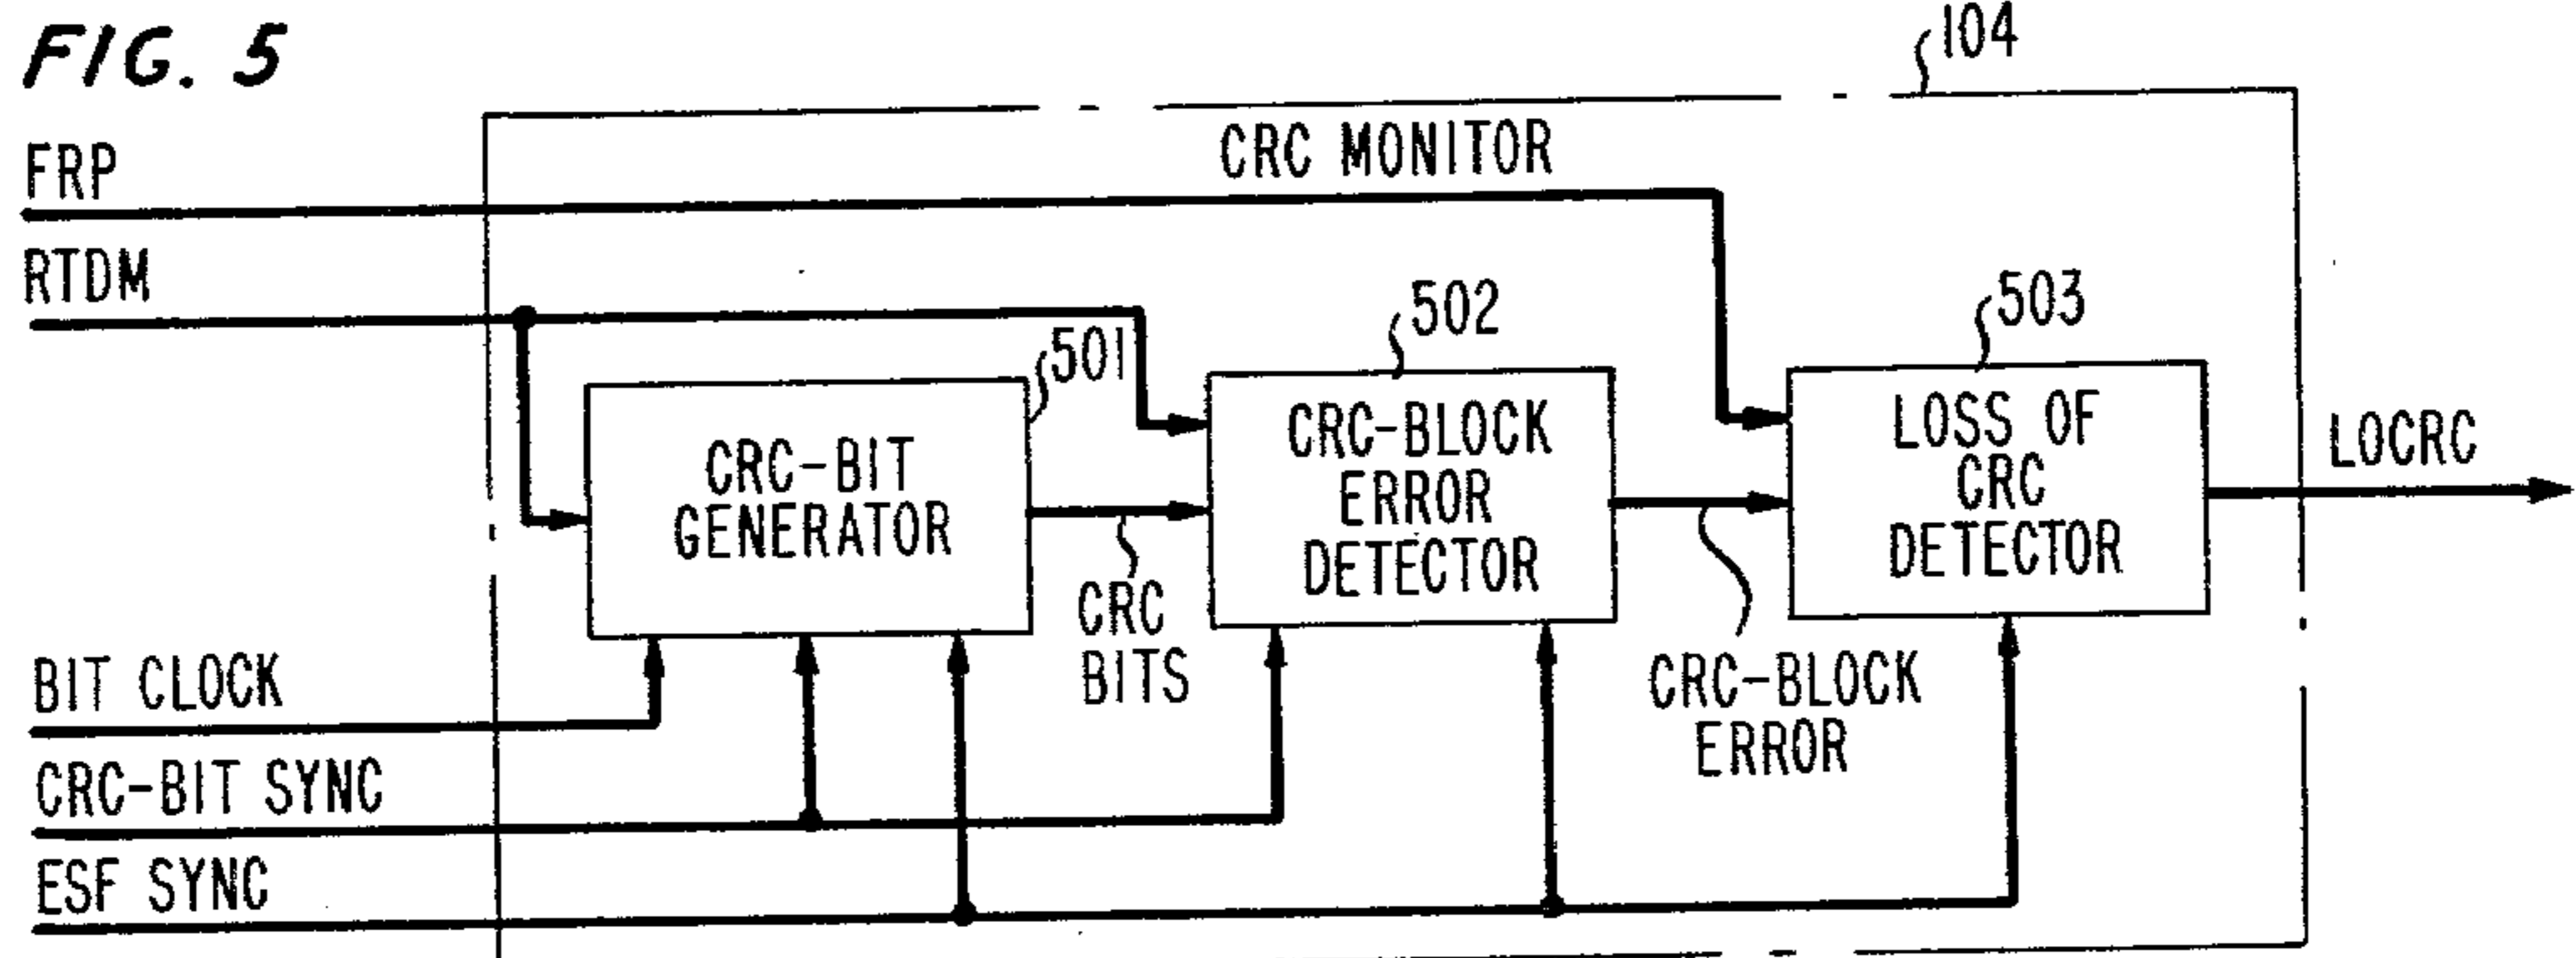 FIG. 5
104
CRC MONITOR
FRP
RTDM
501
502
503
CRC-BIT
GENERATOR
CRC-BLOCK
ERROR
DETECTOR
LOSS OF
CRC
DETECTOR
LOCRC
CRC
BITS
CRC-BLOCK
ERROR
BIT CLOCK
CRC-BIT SYNC
ESF SYNC